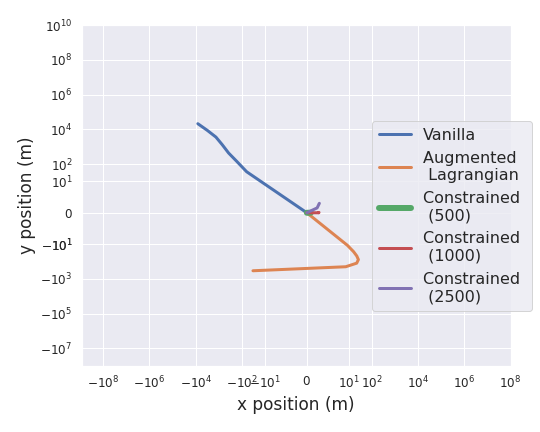 10^10
10^8
10^6
10^4
10^2
10^1
0
−10^1
−10^3
−10^5
−10^7
y position (m)
Vanilla
Augmented
Lagrangian
Constrained
(500)
Constrained
(1000)
Constrained
(2500)
−10^8 −10^6 −10^4 −10^2 −10^1 0 10^1 10^2 10^4 10^6 10^8
x position (m)